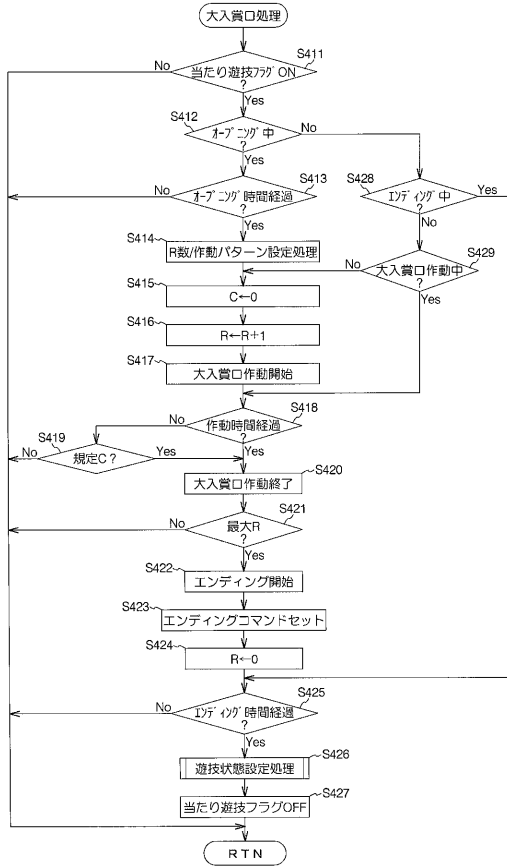 大入賞口処理
S411
当たり遊技フラグON
?
No
Yes
S412
オープニング中
?
No
Yes
S413
オープニング時間経過
?
No
Yes
S428
エンディング中
?
Yes
No
S414
R数/作動パターン設定処理
S429
大入賞口作動中
?
No
Yes
S415
C←0
S416
R←R+1
S417
大入賞口作動開始
S418
作動時間経過
?
No
Yes
S419
規定C?
No
Yes
S420
大入賞口作動終了
S421
最大R
?
No
Yes
S422
エンディング開始
S423
エンディングコマンドセット
S424
R←0
S425
エンディング時間経過
?
No
Yes
S426
遊技状態設定処理
S427
当たり遊技フラグOFF
RTN